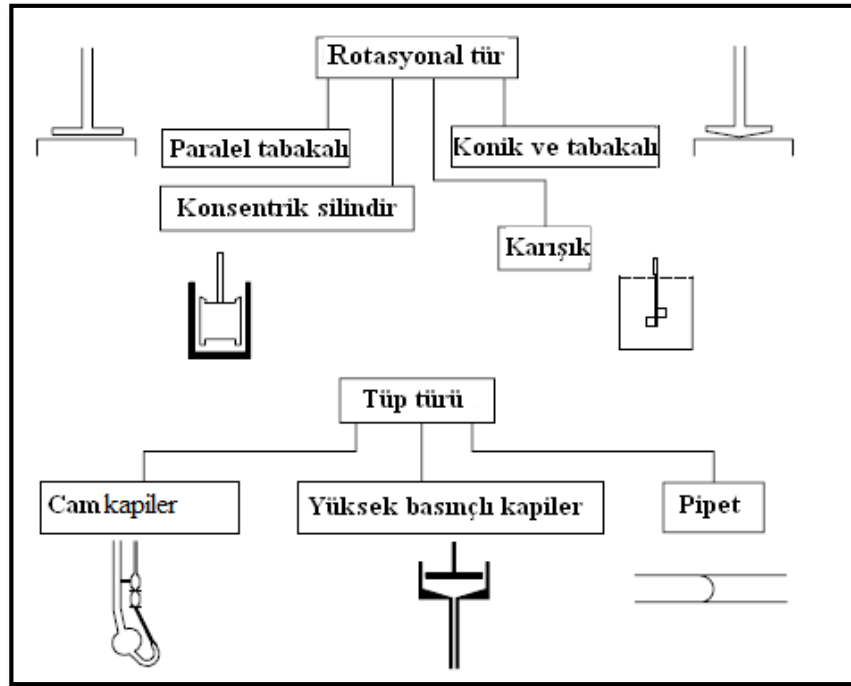 Rotasyonal tür
Paralel tabakalı
Konik ve tabakalı
Konsentrik silindir
Karışık
Tüp türü
Cam kapiler
Yüksek basınçlı kapiler
Pipet